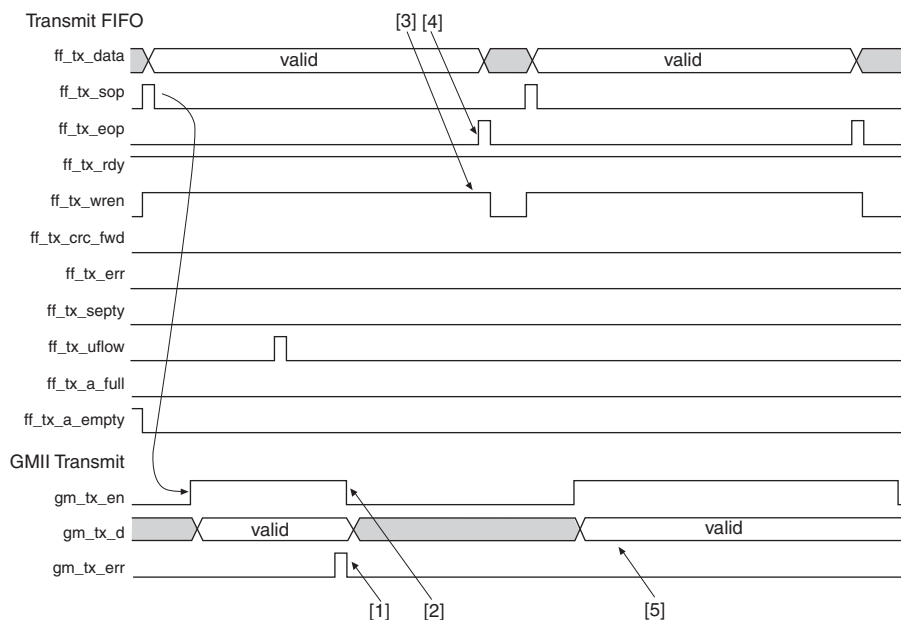 Transmit FIFO
[3] [4]
ff_tx_data valid valid
ff_tx_sop
ff_tx_eop
ff_tx_rdy
ff_tx_wren
ff_tx_crc_fwd
ff_tx_err
ff_tx_septy
ff_tx_uflow
ff_tx_a_full
ff_tx_a_empty
GMII Transmit
gm_tx_en
gm_tx_d valid valid
gm_tx_err
[1] [2] [5]